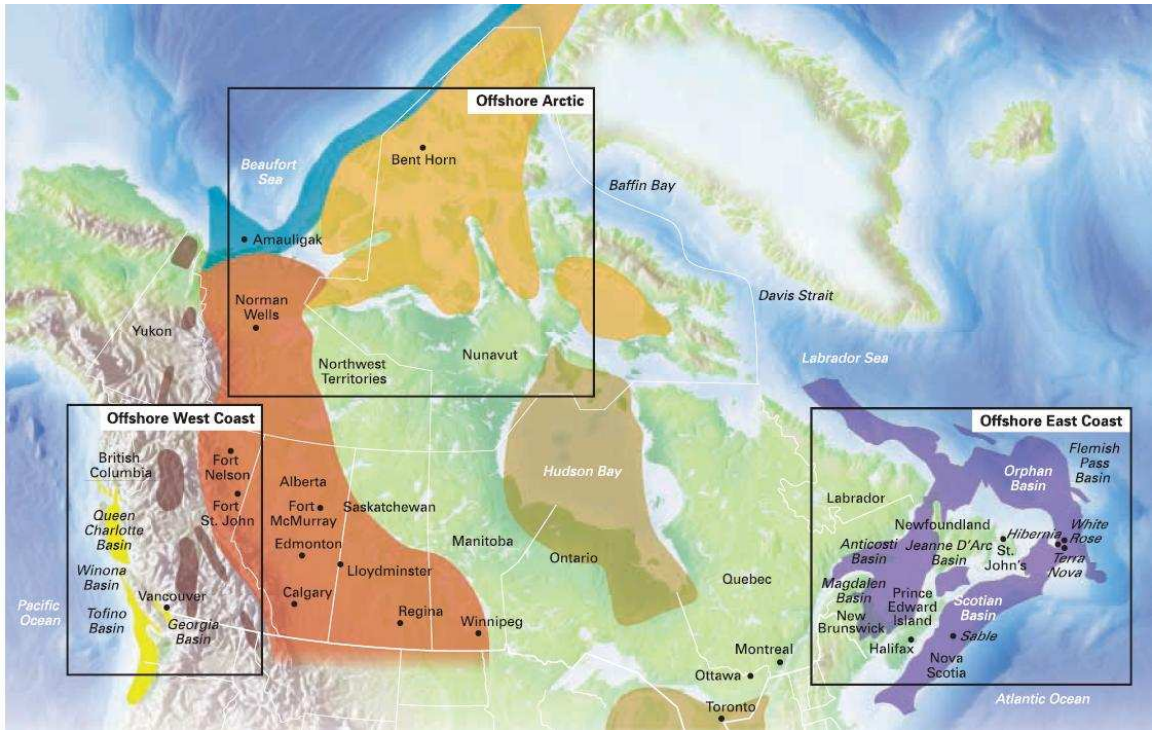 Offshore Arctic
Bent Horn
Beaufort
Sea
Baffin Bay
Amauligak
Davis Strait
Norman
Wells
Yukon
Northwest
Territories
Nunavut
Labrador Sea
Offshore West Coast
Offshore East Coast
British
Columbia
Fort
Nelson
Fort
St. John
Alberta
Fort
McMurray
Saskatchewan
Edmonton
Lloydminster
Calgary
Regina
Manitoba
Winnipeg
Hudson Bay
Ontario
Queen
Charlotte
Basin
Winona
Basin
Vancouver
Tofino
Basin
Georgia
Basin
Pacific
Ocean
Flemish
Pass
Basin
Orphan
Basin
Labrador
Newfoundland
Hibernia
White
Rose
Anticosti
Basin
Jeanne D'Arc
Basin
St.
John's
Terra
Nova
Quebec
Magdalen
Basin
Prince
Edward
Island
Scotian
Basin
New
Brunswick
Sable
Halifax
Nova
Scotia
Montreal
Ottawa
Toronto
Atlantic Ocean